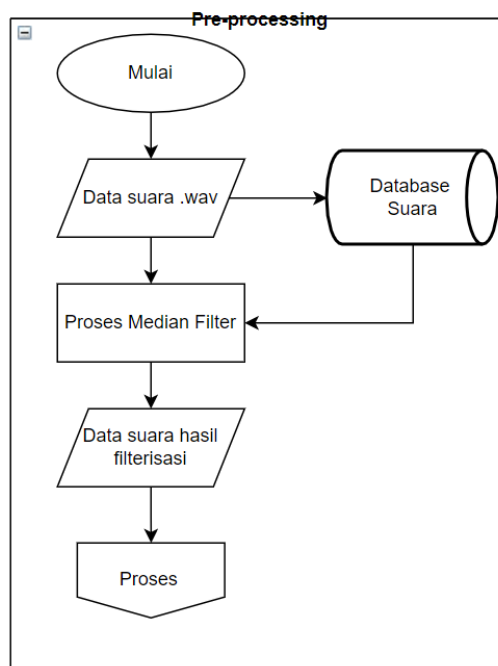 Pre-processing
Mulai
Data suara .wav
Database
Suara
Proses Median Filter
Data suara hasil
filterisasi
Proses